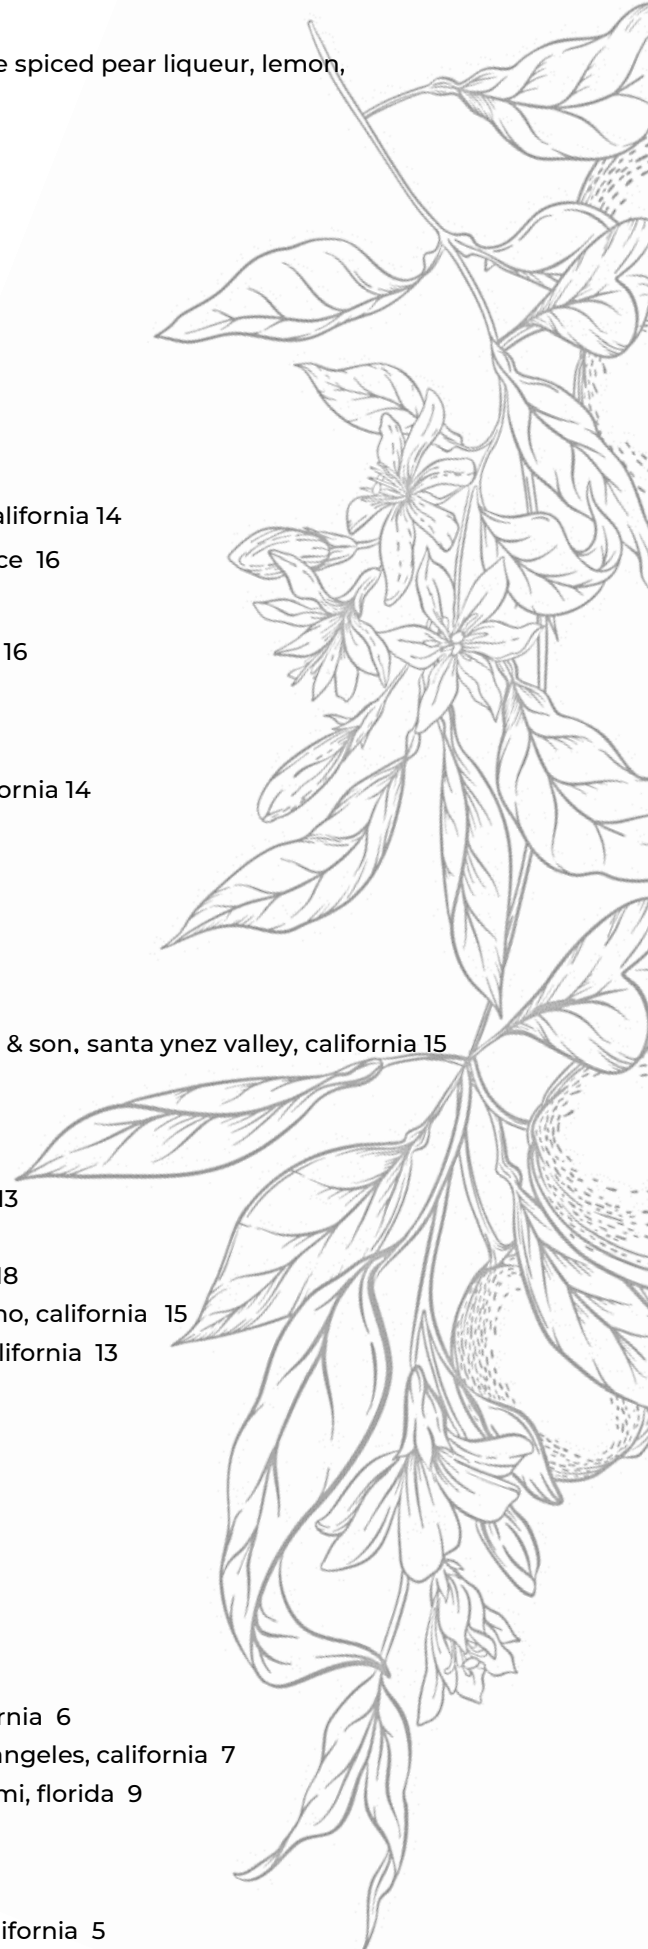 e spiced pear liqueur, lemon,
alifornia 14
ce 16
16
ornia 14
& son, santa ynez valley, california 15
13
18
no, california 15
lifornia 13
rnia 6
angeles, california 7
mi, florida 9
ifornia 5